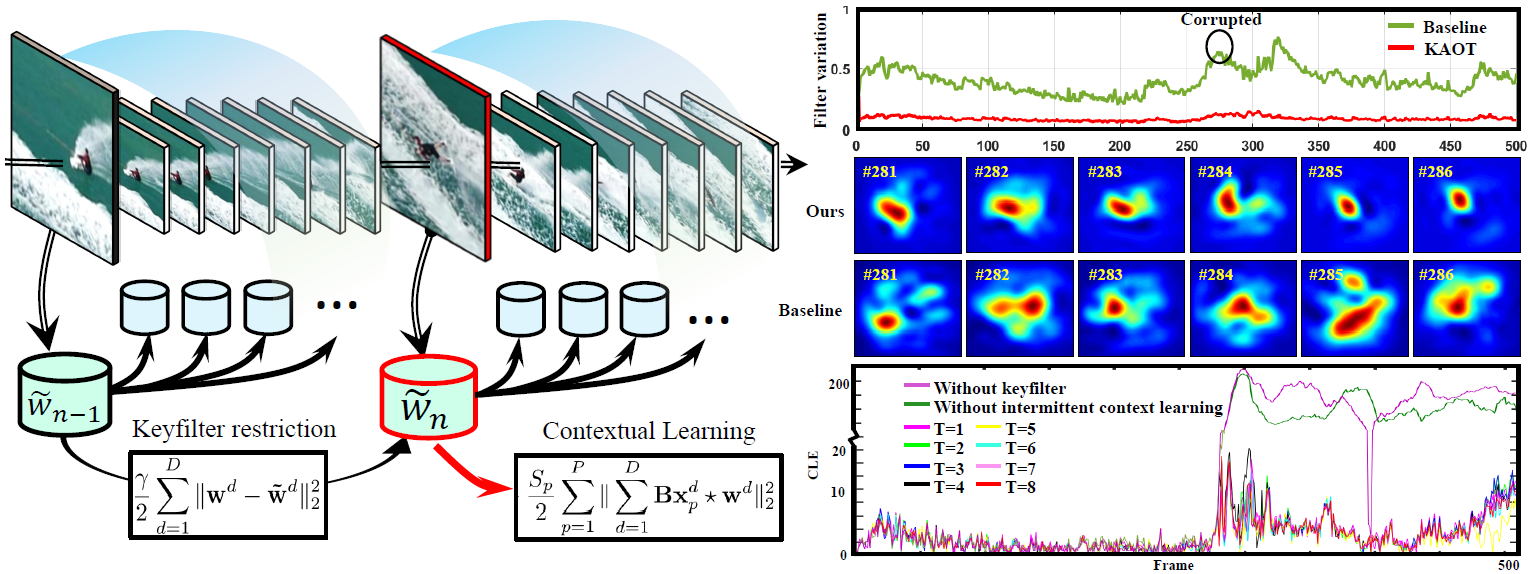 w̃ₙ₋₁
Keyfilter restriction
\frac{\gamma}{2} \sum_{d=1}^{D} \| \mathbf{w}^d - \tilde{\mathbf{w}}^d \|_2^2
...
w̃ₙ
Contextual Learning
\frac{S_p}{2} \sum_{p=1}^{P} \| \sum_{d=1}^{D} \mathbf{B}\mathbf{x}_p^d \star \mathbf{w}^d \|_2^2
...
Filter variation
1
0.5
0
Corrupted
Baseline
KAOT
0 50 100 150 200 250 300 350 400 450 500
Ours
#281 #282 #283 #284 #285 #286
Baseline
#281 #282 #283 #284 #285 #286
CLE
200
20
10
0
Without keyfilter
Without intermittent context learning
T=1 T=5
T=2 T=6
T=3 T=7
T=4 T=8
Frame 500